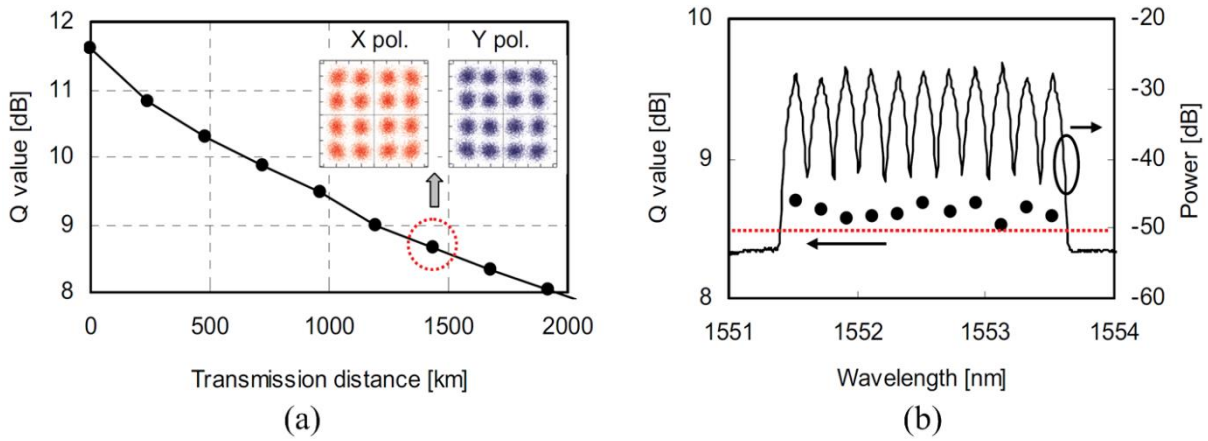 12
11
10
9
8
Q value [dB]
X pol.
Y pol.
0
500
1000
1500
2000
Transmission distance [km]
(a)
10
9
8
Q value [dB]
-20
-30
-40
-50
-60
Power [dB]
1551
1552
1553
1554
Wavelength [nm]
(b)